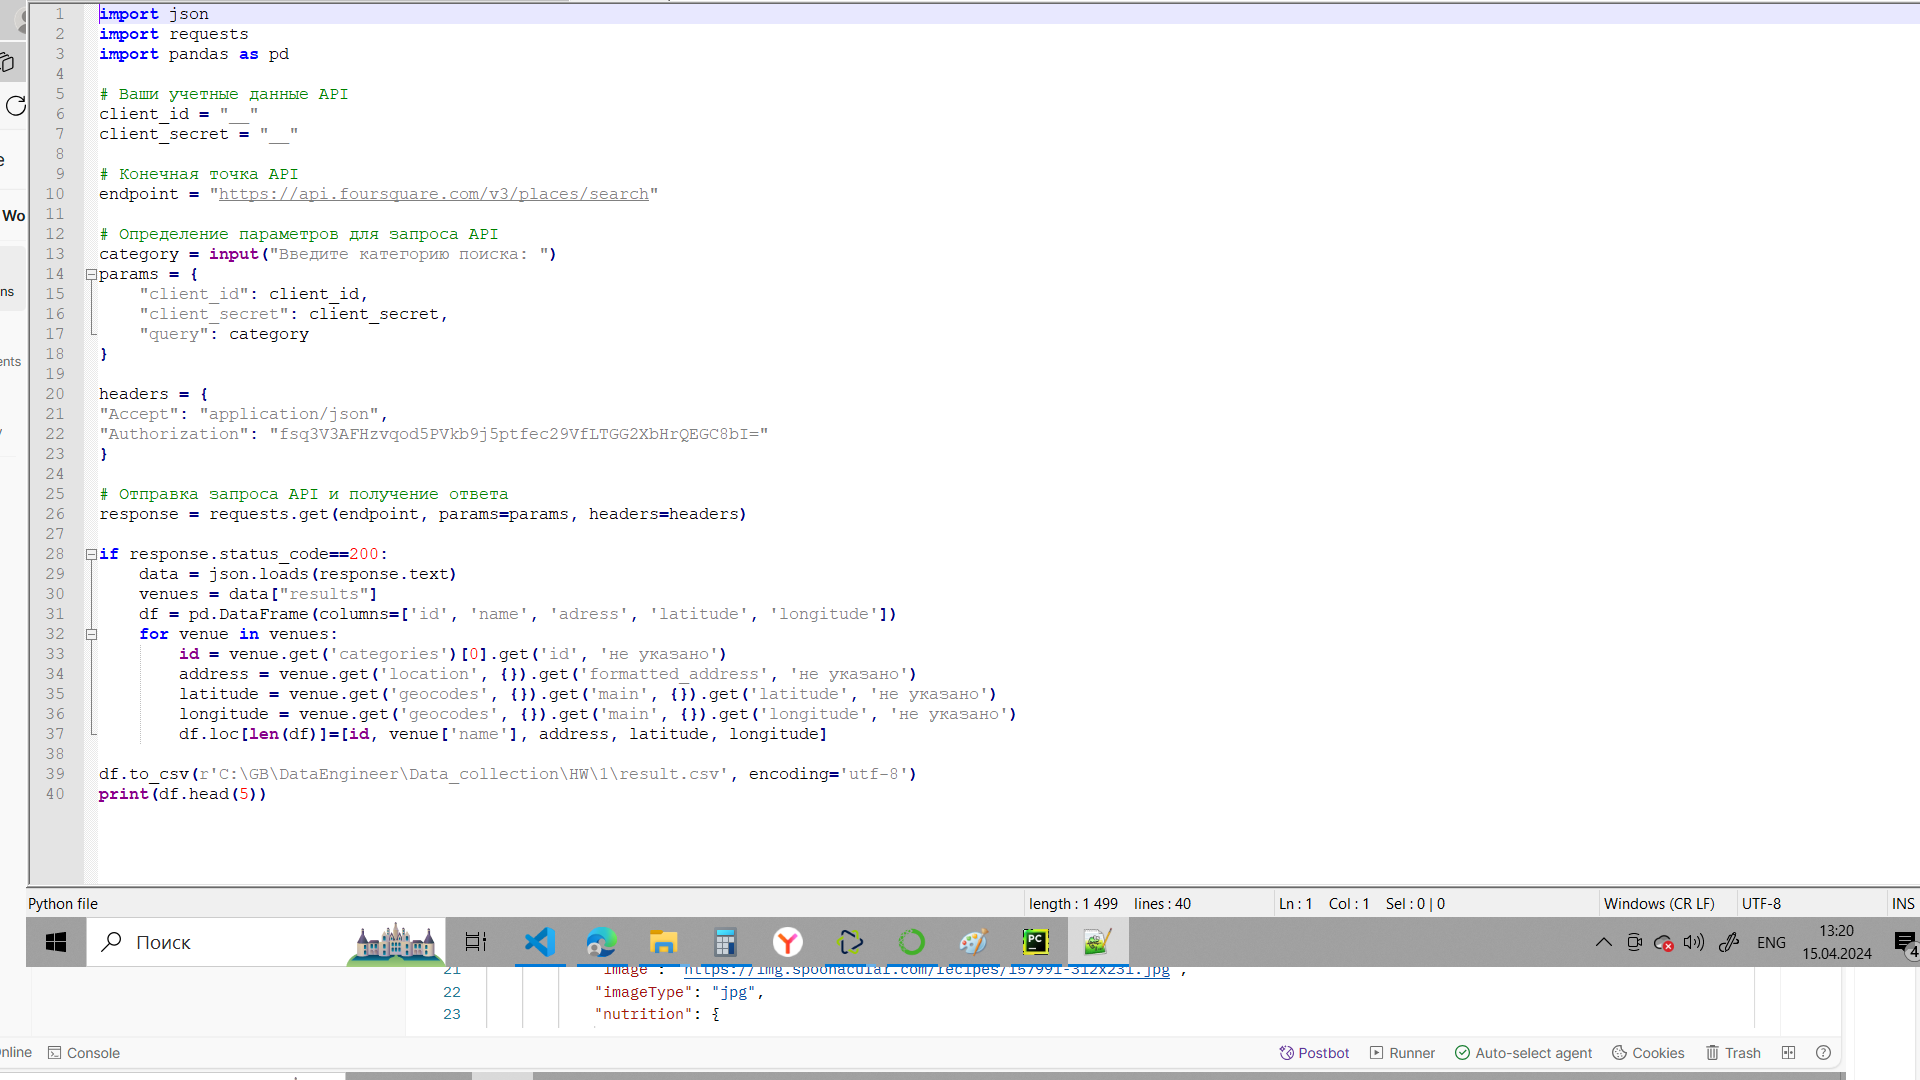 1 import json
2 import requests
3 import pandas as pd
4
5 # Ваши учетные данные API
6 client_id = "__"
7 client_secret = "__"
8
9 # Конечная точка API
10 endpoint = "https://api.foursquare.com/v3/places/search"
11
12 # Определение параметров для запроса API
13 category = input("Введите категорию поиска: ")
14 params = {
15     "client_id": client_id,
16     "client_secret": client_secret,
17     "query": category
18 }
19
20 headers = {
21 "Accept": "application/json",
22 "Authorization": "fsq3V3AFHzvqod5PVkb9j5ptfec29VfLTGG2XbHrQEGC8bI="
23 }
24
25 # Отправка запроса API и получение ответа
26 response = requests.get(endpoint, params=params, headers=headers)
27
28 if response.status_code==200:
29     data = json.loads(response.text)
30     venues = data["results"]
31     df = pd.DataFrame(columns=['id', 'name', 'adress', 'latitude', 'longitude'])
32     for venue in venues:
33         id = venue.get('categories')[0].get('id', 'не указано')
34         address = venue.get('location', {}).get('formatted_address', 'не указано')
35         latitude = venue.get('geocodes', {}).get('main', {}).get('latitude', 'не указано')
36         longitude = venue.get('geocodes', {}).get('main', {}).get('longitude', 'не указано')
37         df.loc[len(df)]=[id, venue['name'], address, latitude, longitude]
38
39 df.to_csv(r'C:\GB\DataEngineer\Data_collection\HW\1\result.csv', encoding='utf-8')
40 print(df.head(5))
e
Wo
ns
ents
Python file length : 1 499 lines : 40 Ln : 1 Col : 1 Sel : 0 | 0 Windows (CR LF) UTF-8 INS
Поиск ENG 13:20 15.04.2024 4
21 image : https://img.spoonacular.com/recipes/157991-312x231.jpg ,
22 "imageType": "jpg",
23 "nutrition": {
nline Console Postbot Runner Auto-select agent Cookies Trash